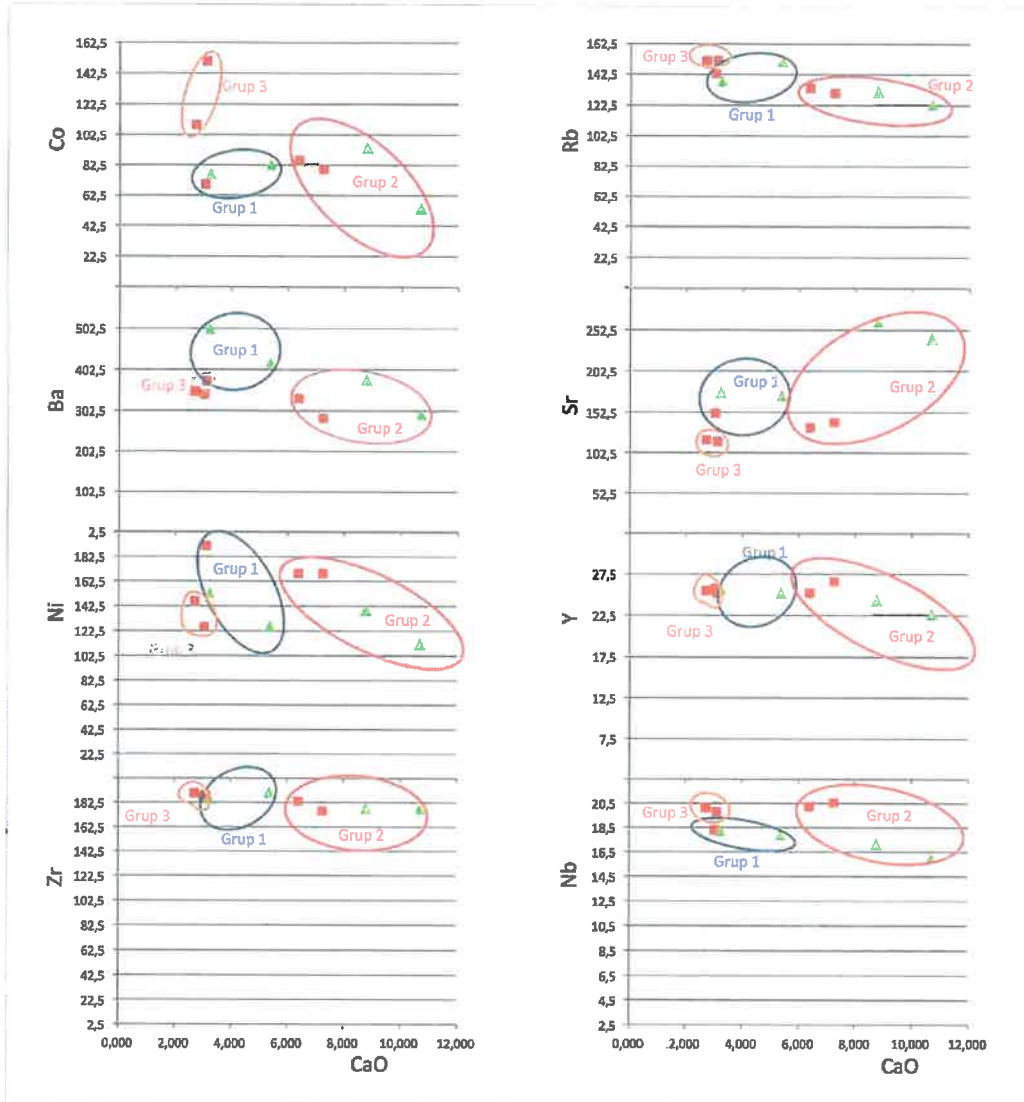 Co
162,5
142,5
122,5
102,5
82,5
62,5
42,5
22,5
Grup 3
Grup 1
Grup 2
Ba
502,5
402,5
302,5
202,5
102,5
2,5
Grup 1
Grup 3
Grup 2
Ni
182,5
162,5
142,5
122,5
102,5
82,5
62,5
42,5
22,5
Grup 1
Grup 2
Zr
182,5
162,5
142,5
122,5
102,5
82,5
62,5
42,5
22,5
2,5
Grup 3
Grup 1
Grup 2
0,000
2,000
4,000
6,000
8,000
10,000
12,000
CaO
Rb
162,5
142,5
122,5
102,5
82,5
62,5
42,5
22,5
Grup 3
Grup 1
Grup 2
Sr
252,5
202,5
152,5
102,5
52,5
Grup
Grup 2
Grup 3
Y
27,5
22,5
17,5
12,5
7,5
Grup 1
Grup 3
Grup 2
Nb
20,5
18,5
16,5
14,5
12,5
10,5
8,5
6,5
4,5
2,5
Grup 3
Grup 1
Grup 2
0,000
2,000
4,000
6,000
8,000
10,000
12,000
CaO